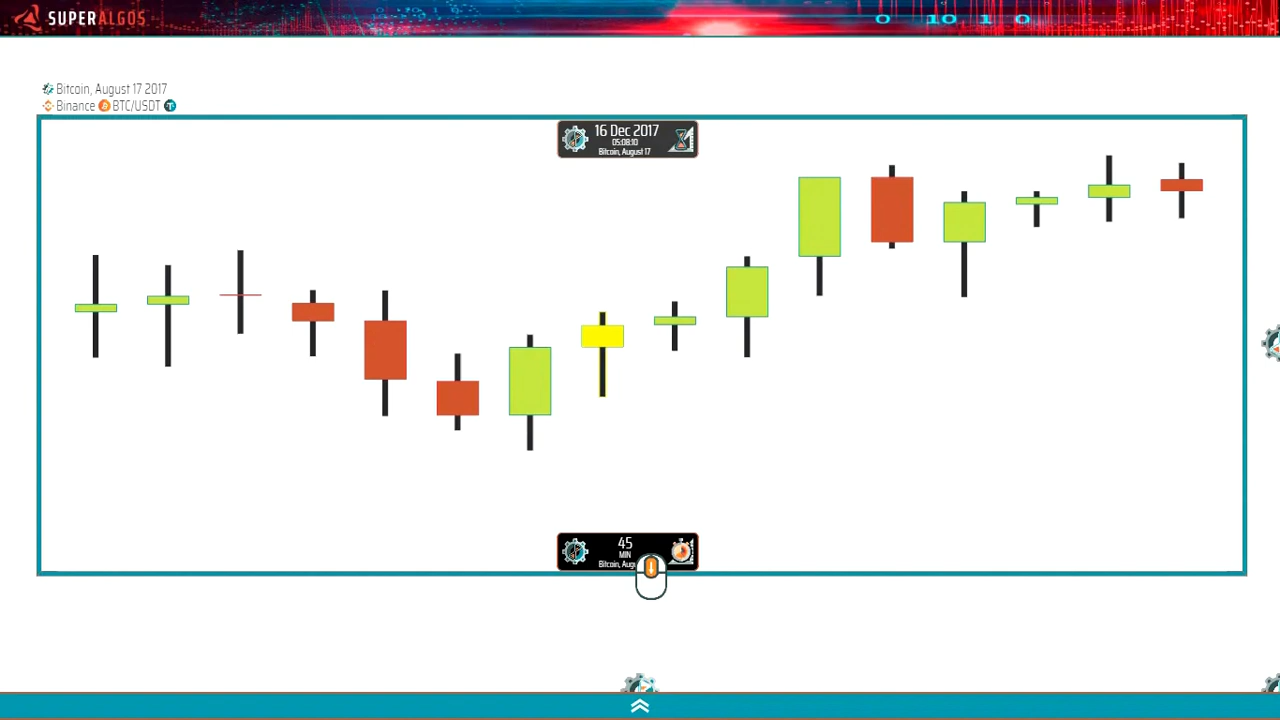 SUPERALGOS
0 10 1 0
Bitcoin, August 17 2017
Binance BTC/USDT
16 Dec 2017
05:08:10
Bitcoin, August 17
45
MIN
Bitcoin, Aug